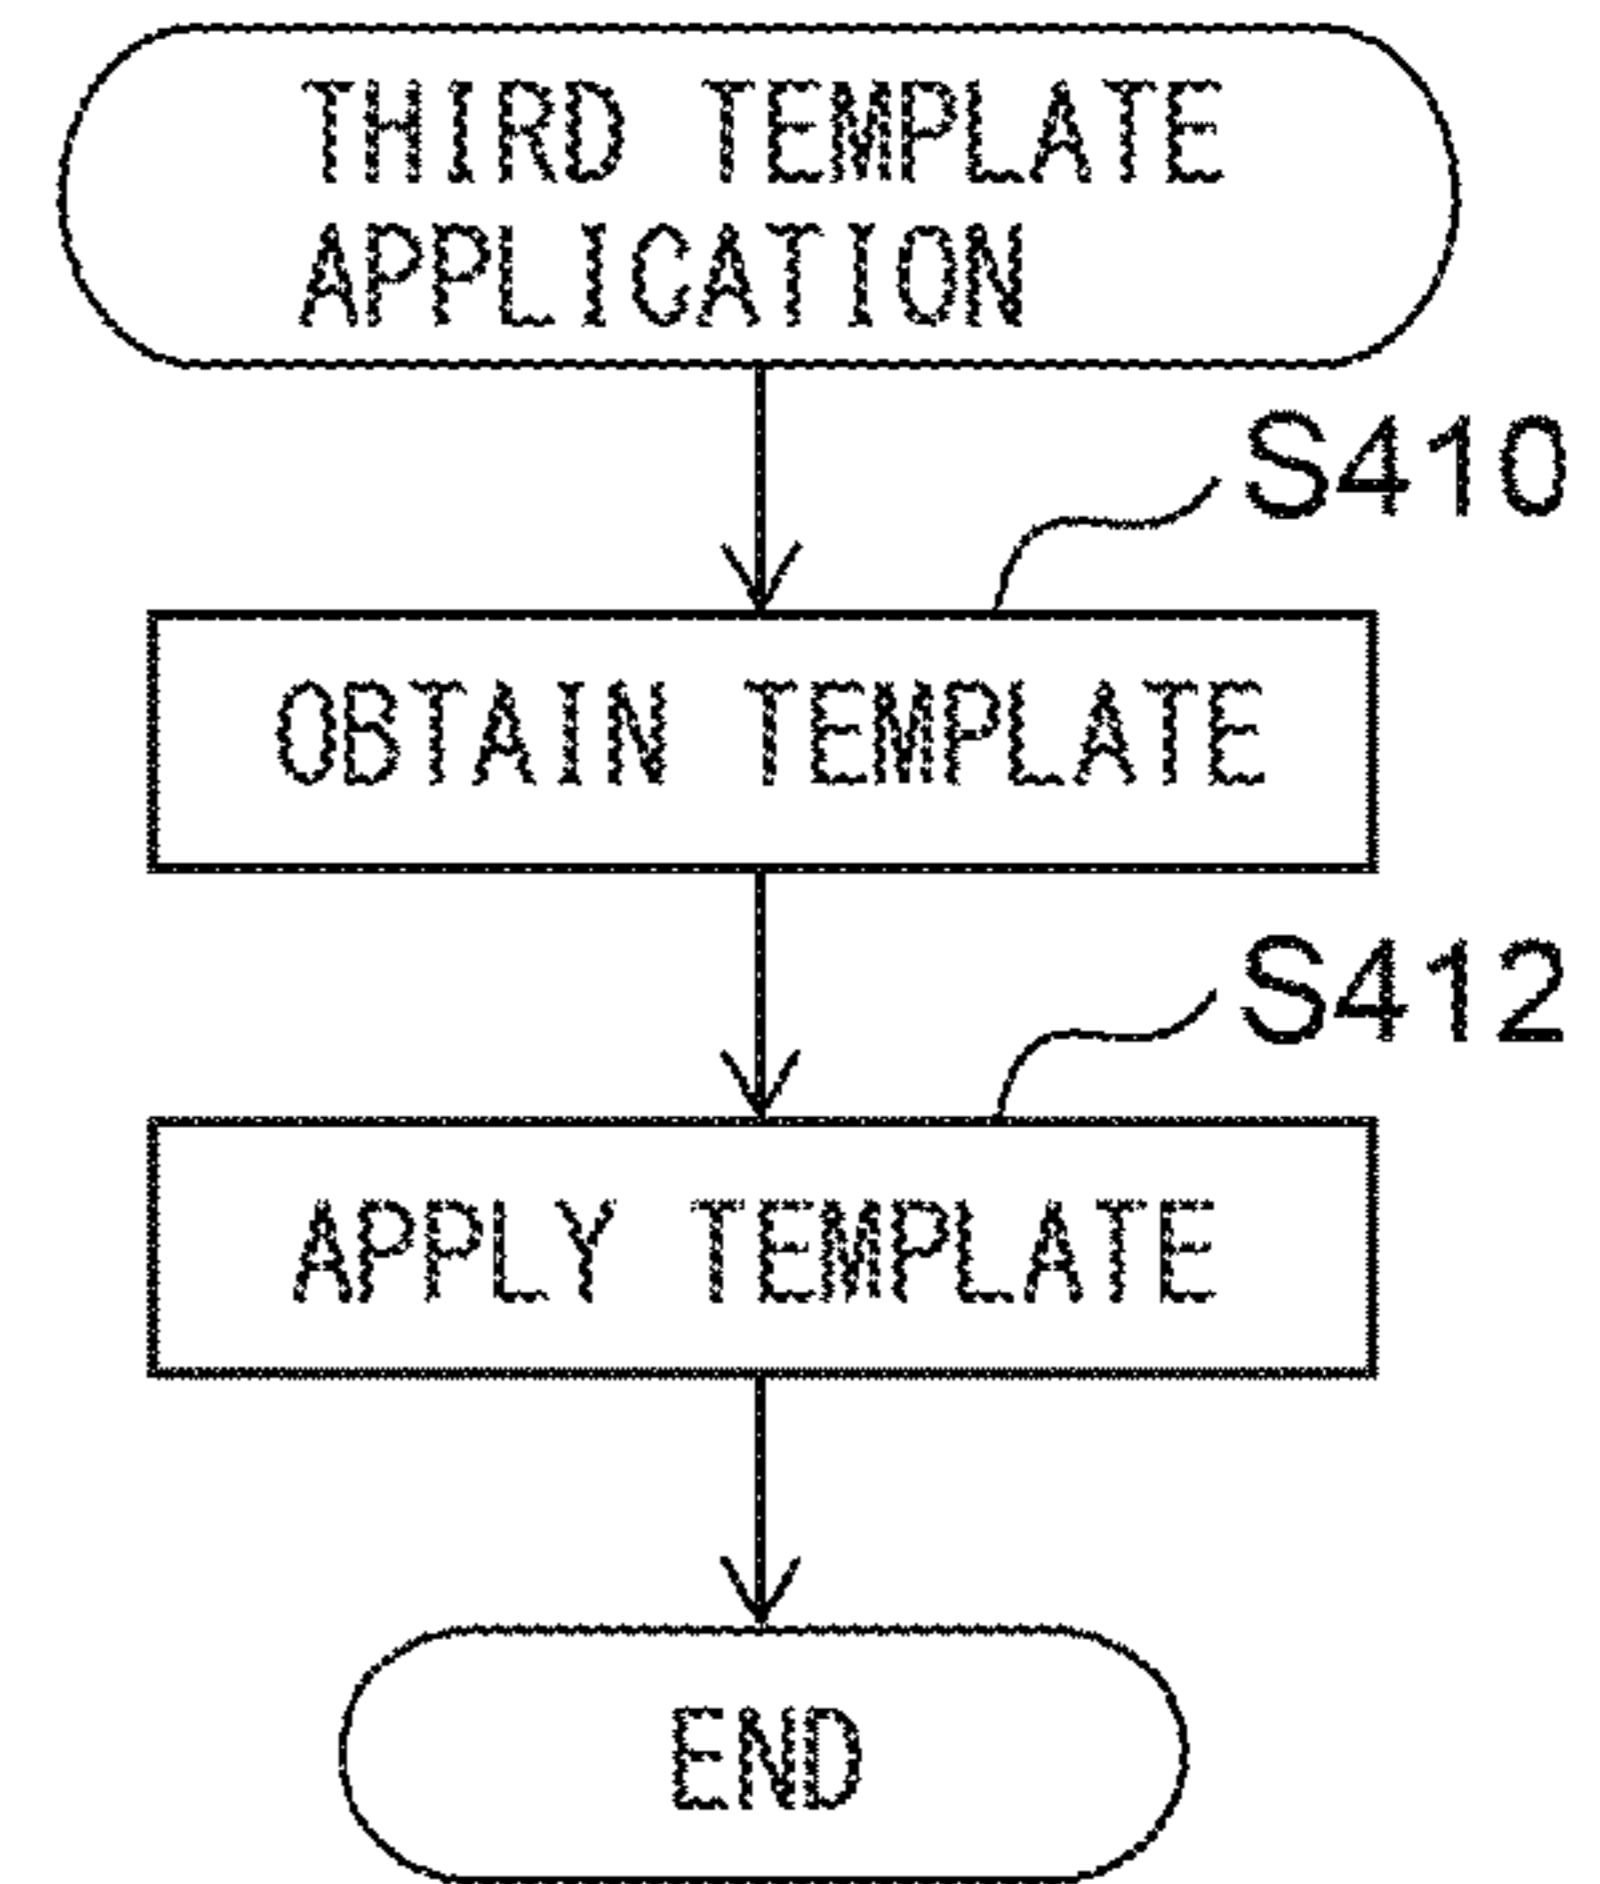 THIRD TEMPLATE
APPLICATION
S410
OBTAIN TEMPLATE
S412
APPLY TEMPLATE
END